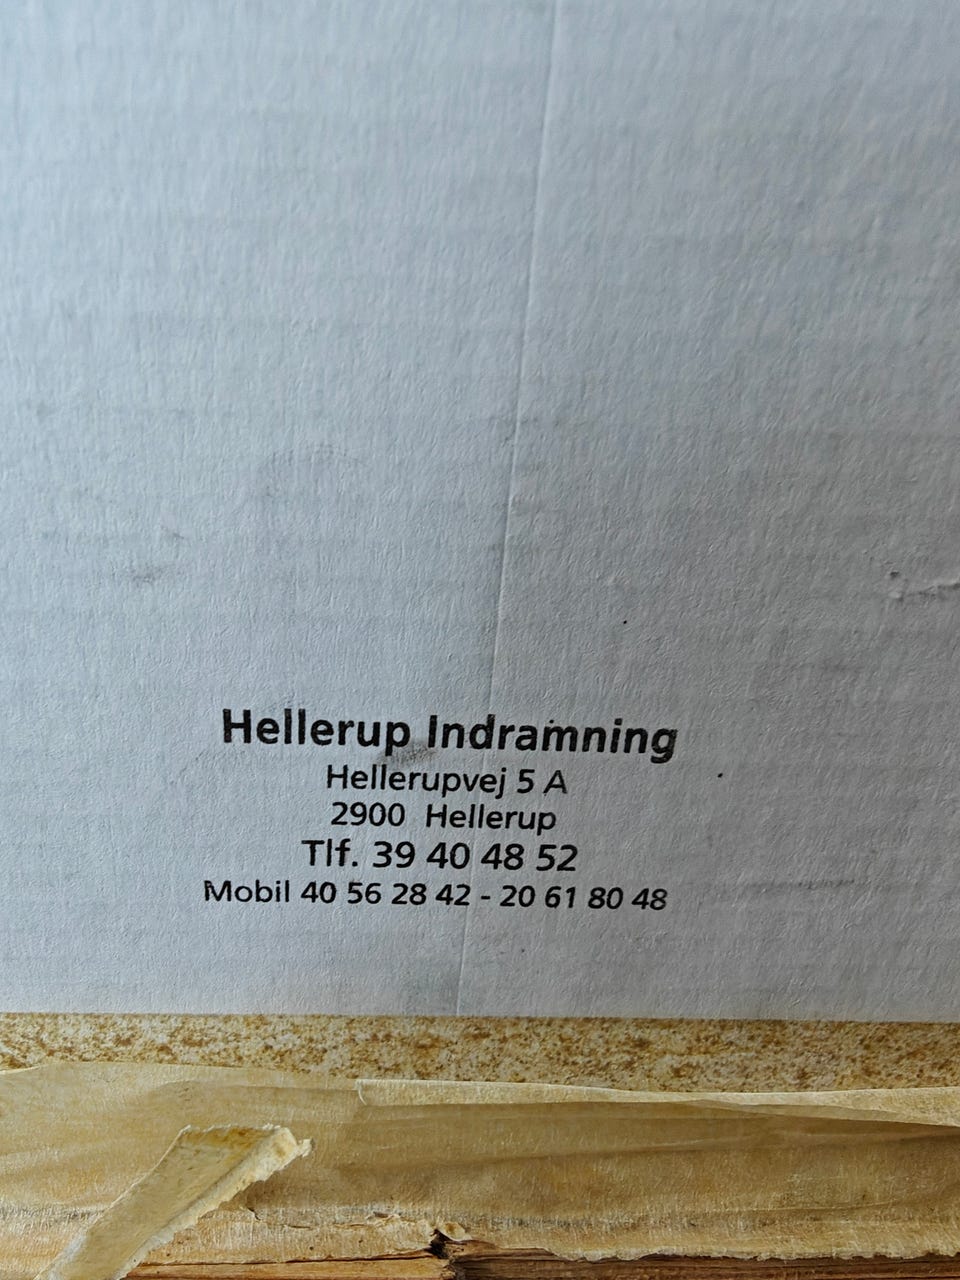 Hellerup Indramning
Hellerupvej 5 A
2900 Hellerup
Tlf. 39 40 48 52
Mobil 40 56 28 42 - 20 61 80 48